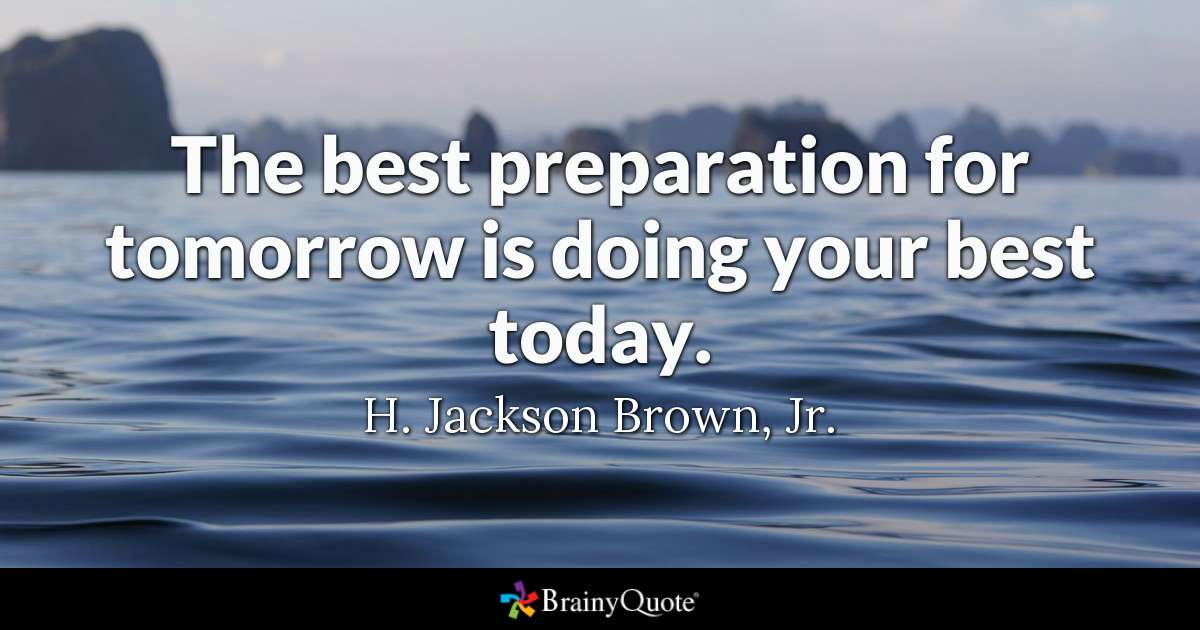 The best preparation for
tomorrow is doing your best
today.
H. Jackson Brown, Jr.
BrainyQuote®